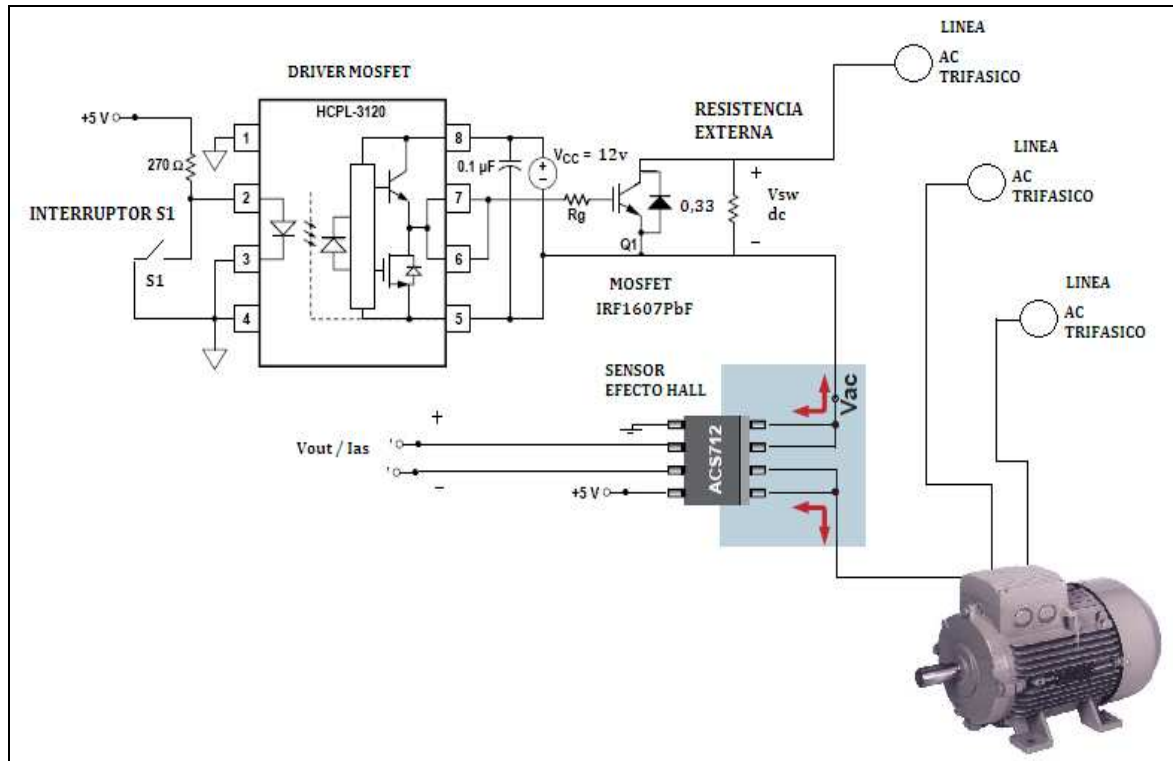 LINEA
AC
TRIFASICO
DRIVER MOSFET
HCPL-3120
+5 V
1
8
270 Ω
0.1 µF
VCC = 12v
+
−
RESISTENCIA
EXTERNA
LINEA
AC
TRIFASICO
INTERRUPTOR S1
2
7
Rg
0,33
+
Vsw
dc
−
3
6
Q1
S1
4
5
MOSFET
IRF1607PbF
LINEA
AC
TRIFASICO
SENSOR
EFECTO HALL
Vac
+
Vout / Ias
−
ACS712
+5 V